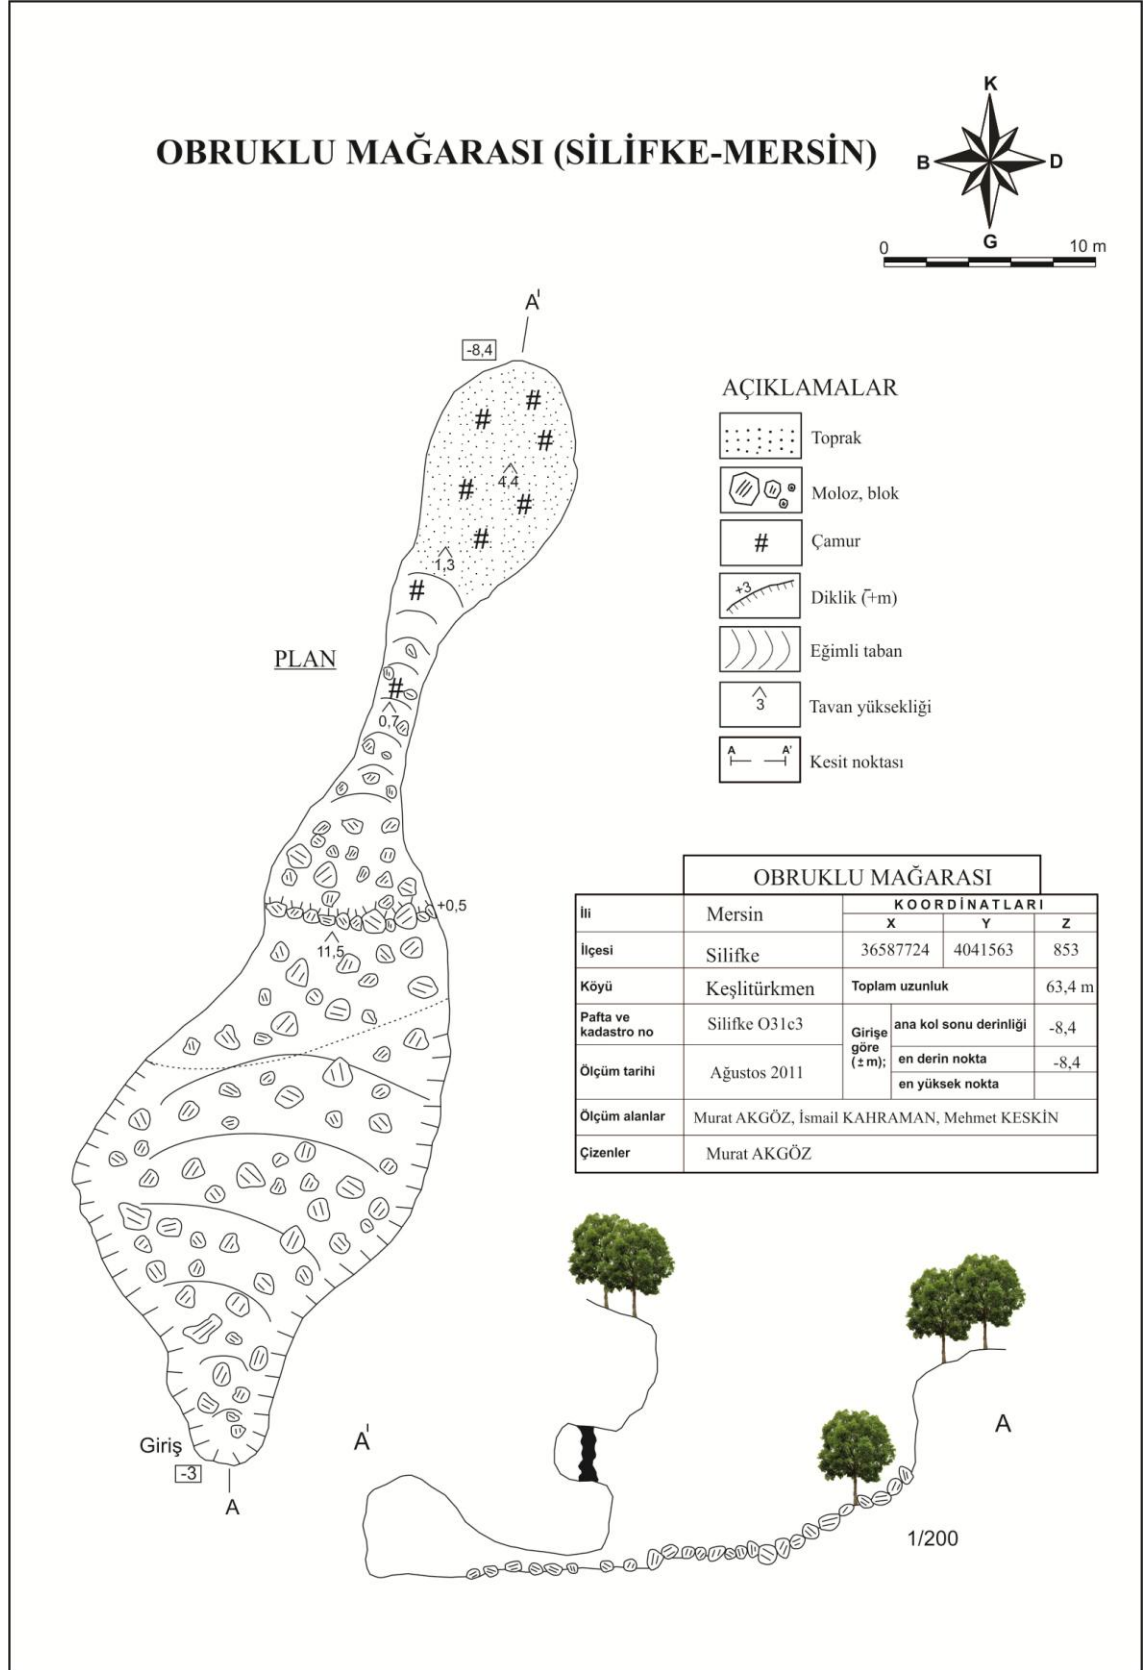 K
OBRUKLU MAĞARASI (SİLİFKE-MERSİN)
B
D
G
0 10 m
A'
-8,4
AÇIKLAMALAR
Toprak
Moloz, blok
# Çamur
+3 Diklik (∓m)
Eğimli taban
3 Tavan yüksekliği
A A' Kesit noktası
4,4
1,3
PLAN
0,7
+0,5
11,5
OBRUKLU MAĞARASI
İli Mersin KOORDİNATLARI
X Y Z
İlçesi Silifke 36587724 4041563 853
Köyü Keşlitürkmen Toplam uzunluk 63,4 m
Pafta ve kadastro no Silifke O31c3 Girişe göre (±m); ana kol sonu derinliği -8,4
Ölçüm tarihi Ağustos 2011 en derin nokta -8,4
en yüksek nokta
Ölçüm alanlar Murat AKGÖZ, İsmail KAHRAMAN, Mehmet KESKİN
Çizenler Murat AKGÖZ
Giriş
-3
A
A'
A
1/200